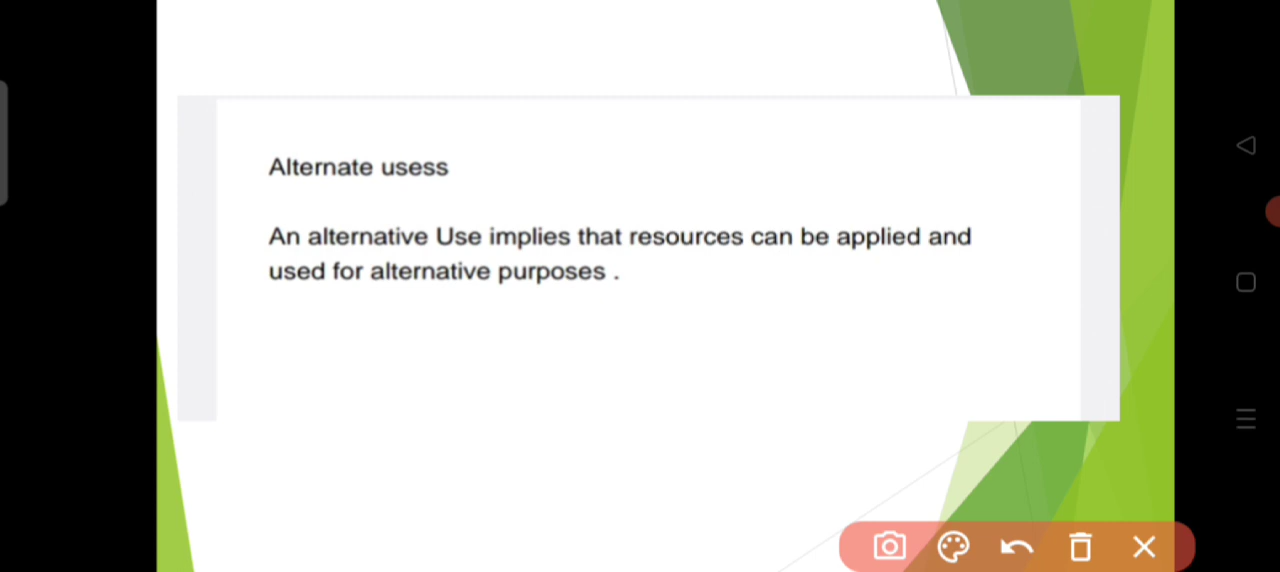 Alternate usess
An alternative Use implies that resources can be applied and
used for alternative purposes .